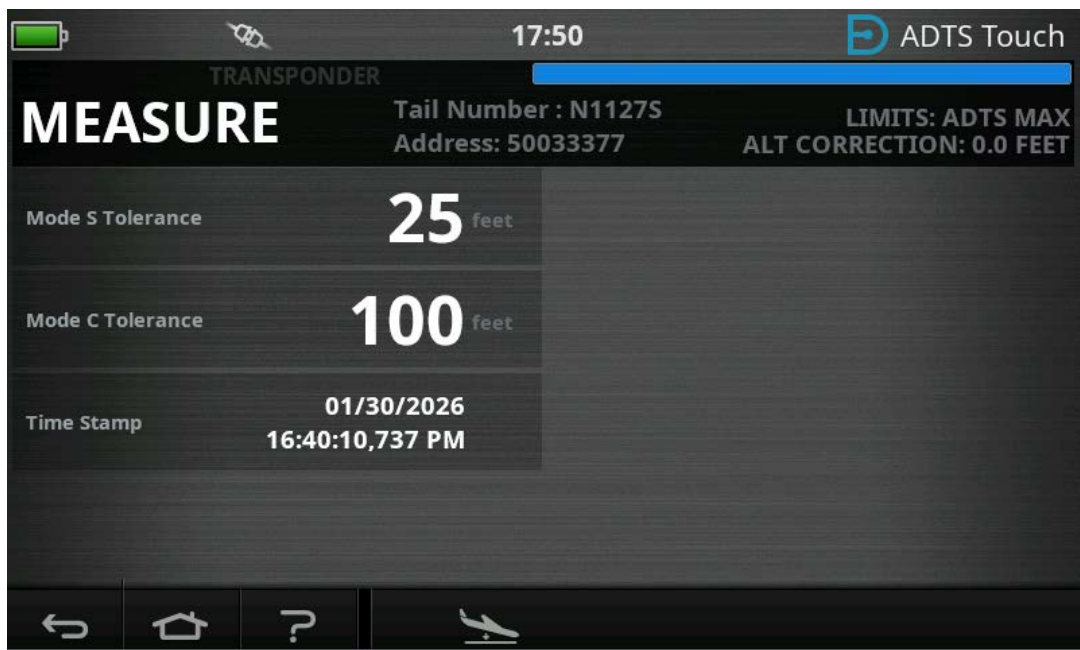 17:50
ADTS Touch
TRANSPONDER
MEASURE
Tail Number : N1127S
Address: 50033377
LIMITS: ADTS MAX
ALT CORRECTION: 0.0 FEET
Mode S Tolerance
25 feet
Mode C Tolerance
100 feet
Time Stamp
01/30/2026
16:40:10,737 PM